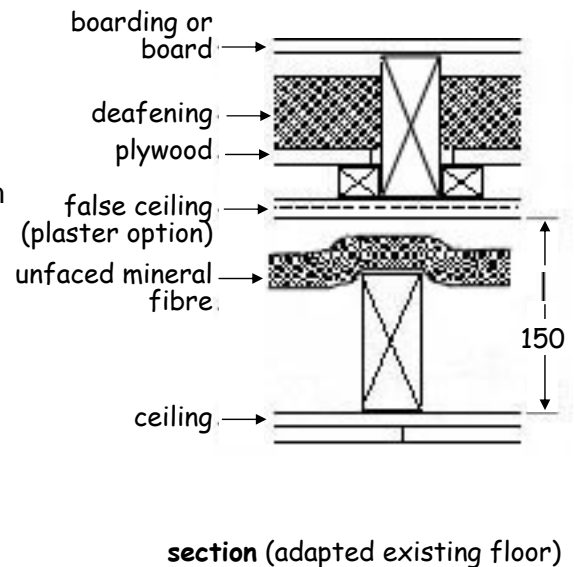 boarding or
board
deafening
plywood
n
false ceiling
(plaster option)
unfaced mineral
fibre
150
ceiling
section (adapted existing floor)